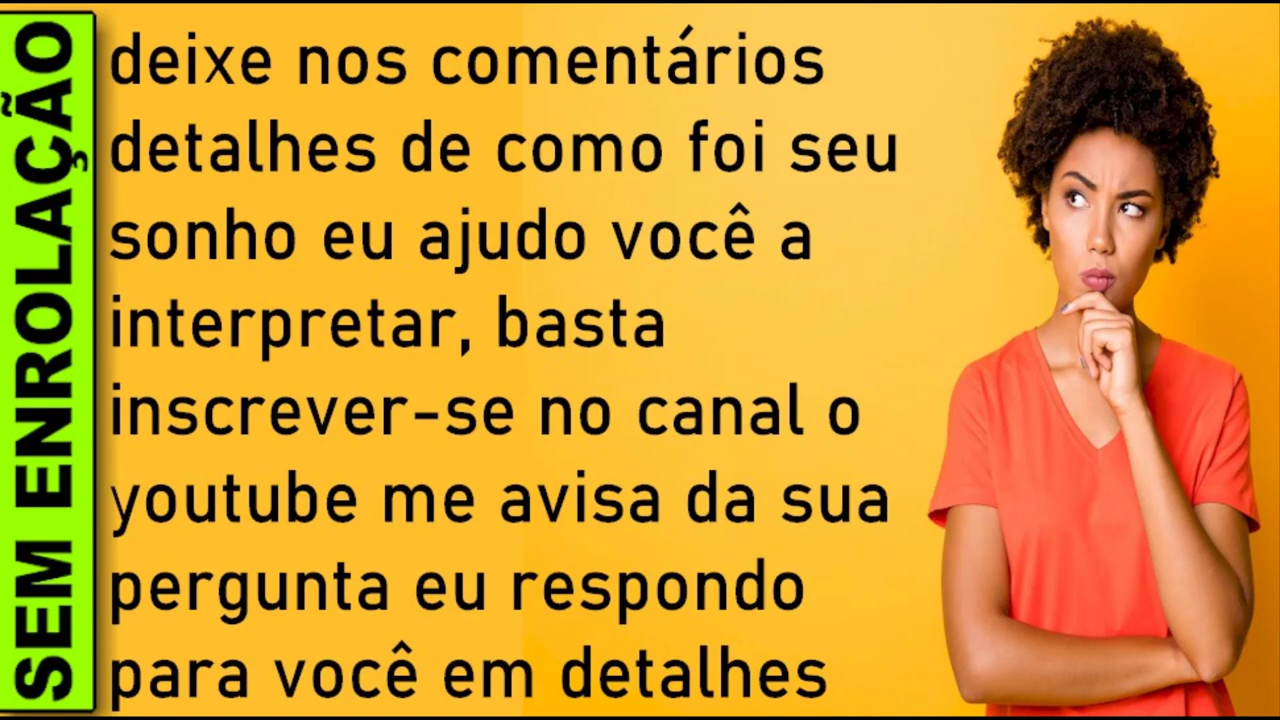 SEM ENROLAÇÃO
deixe nos comentários
detalhes de como foi seu
sonho eu ajudo você a
interpretar, basta
inscrever-se no canal o
youtube me avisa da sua
pergunta eu respondo
para você em detalhes